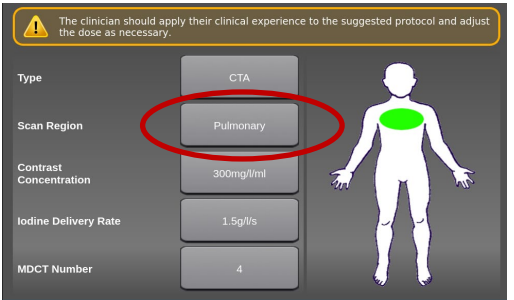 The clinician should apply their clinical experience to the suggested protocol and adjust
the dose as necessary.
Type
CTA
Scan Region
Pulmonary
Contrast
Concentration
300mg/l/ml
Iodine Delivery Rate
1.5g/l/s
MDCT Number
4